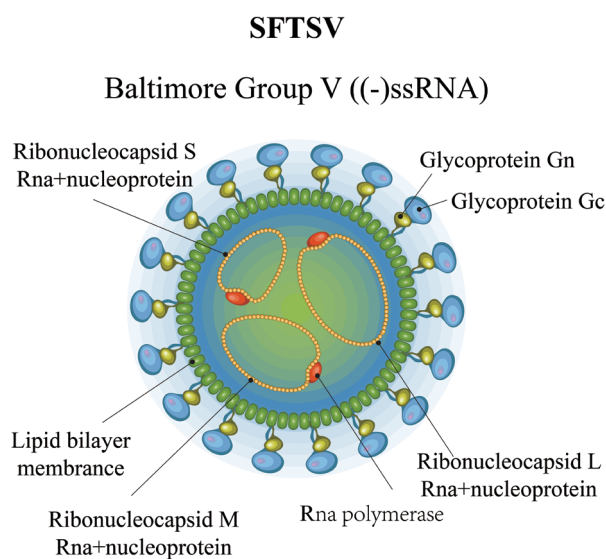 SFTSV
Baltimore Group V ((-)ssRNA)
Ribonucleocapsid S
Rna+nucleoprotein
Glycoprotein Gn
Glycoprotein Gc
Lipid bilayer
membrance
Ribonucleocapsid M
Rna+nucleoprotein
Rna polymerase
Ribonucleocapsid L
Rna+nucleoprotein